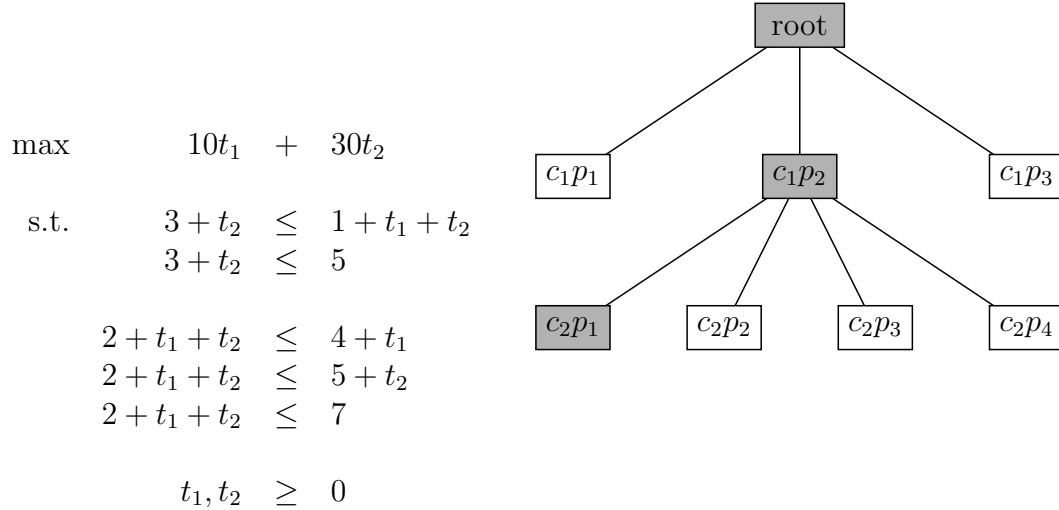 max 10t₁ + 30t₂
s.t. 3 + t₂ ≤ 1 + t₁ + t₂
3 + t₂ ≤ 5
2 + t₁ + t₂ ≤ 4 + t₁
2 + t₁ + t₂ ≤ 5 + t₂
2 + t₁ + t₂ ≤ 7
t₁, t₂ ≥ 0
root
c₁p₁ c₁p₂ c₁p₃
c₂p₁ c₂p₂ c₂p₃ c₂p₄